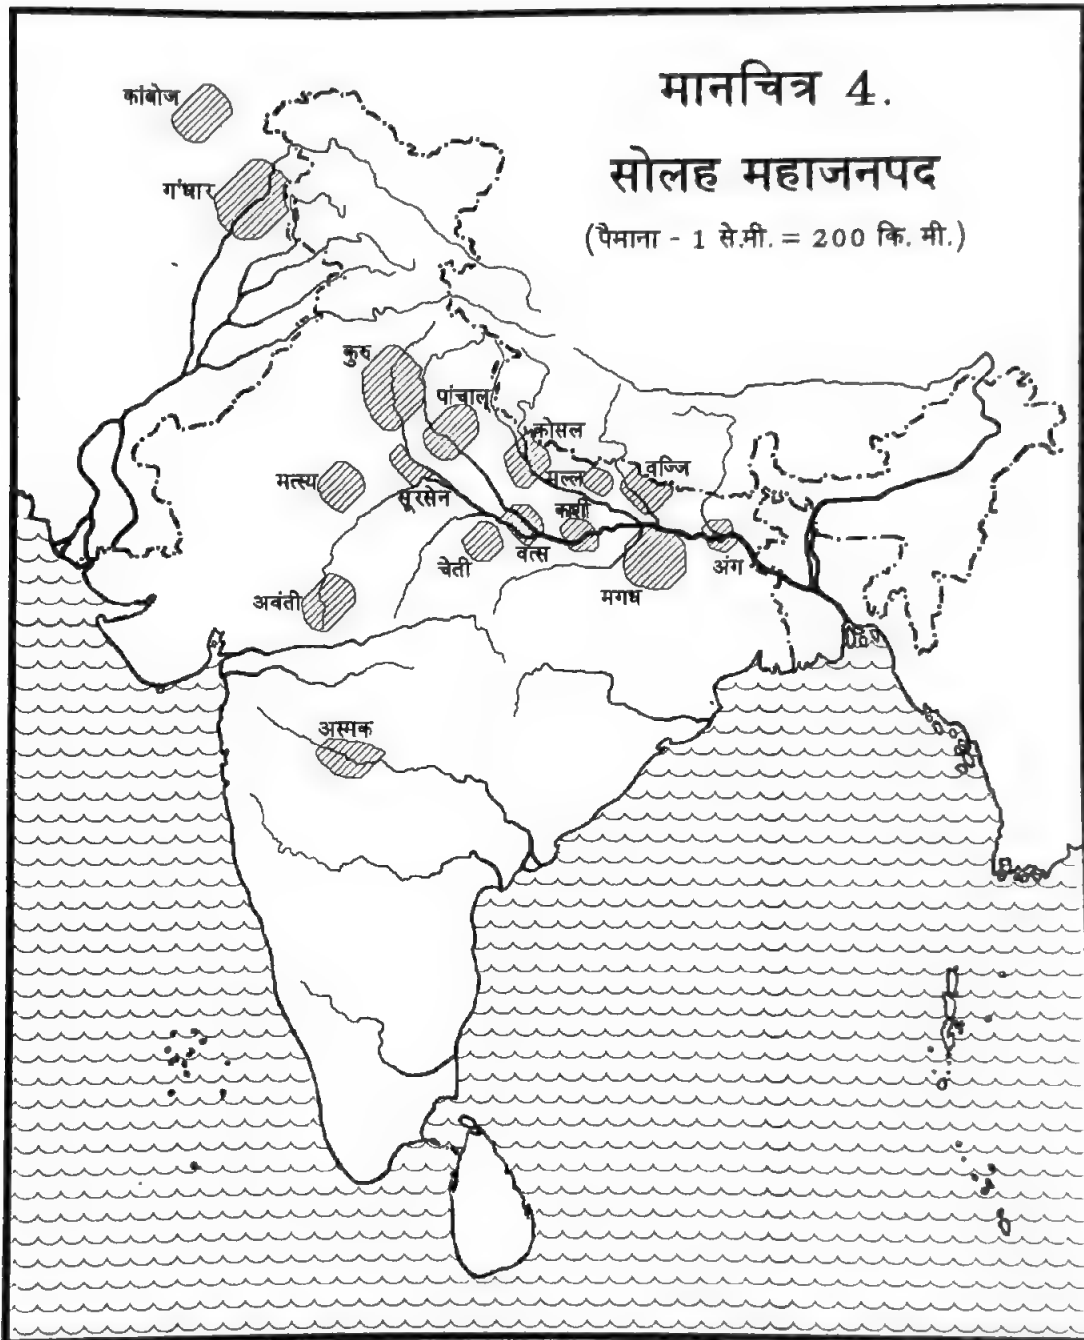 मानचित्र 4.
सोलह महाजनपद
(पैमाना - 1 से.मी. = 200 कि. मी.)
कांबोज
गंधार
कुरु
पांचाल
कोसल
मल्ल
वज्जि
मत्स्य
सूरसेन
काशी
वत्स
चेती
अंग
मगध
अवंती
अस्मक